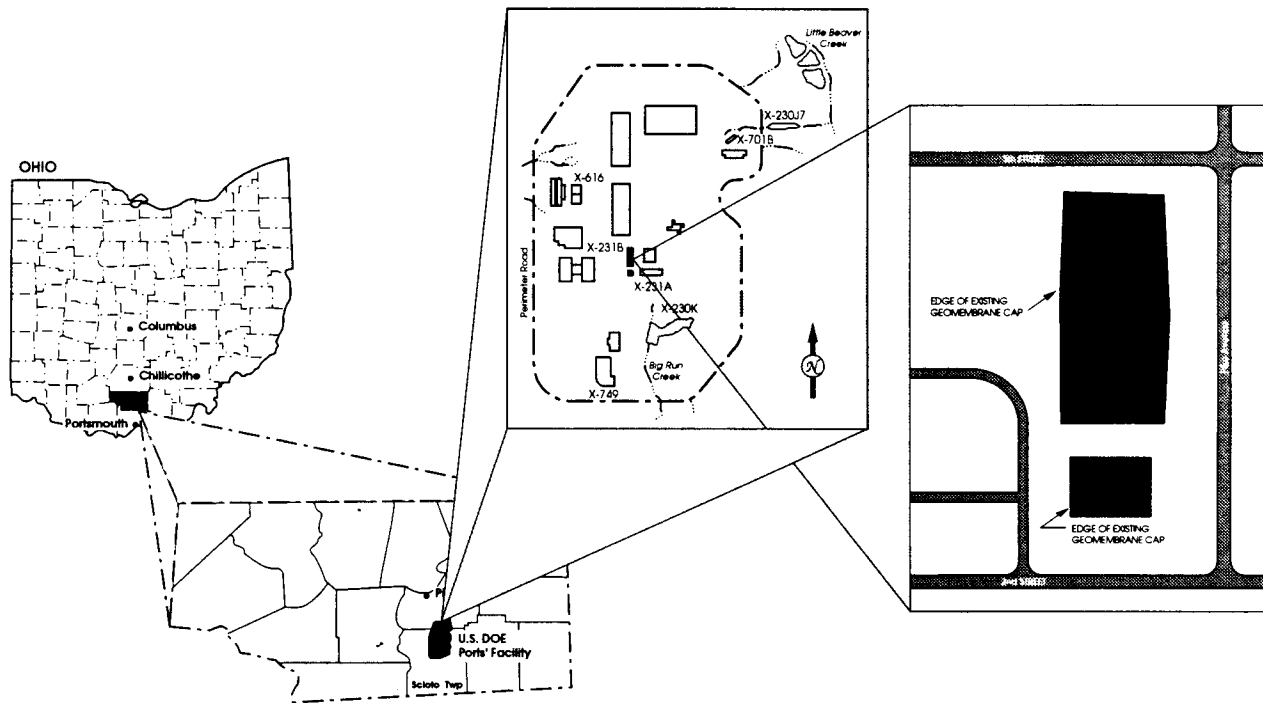 OHIO
Columbus
Chillicothe
Portsmouth
U.S. DOE
Ports' Facility
Scioto Twp
Little Beaver
Creek
X-230J7
X-701B
X-616
X-231B
X-231A
X-230K
Perimeter Road
Big Run
Creek
X-749
N
EDGE OF EXISTING
GEOMEMBRANE CAP
EDGE OF EXISTING
GEOMEMBRANE CAP
2nd STREET